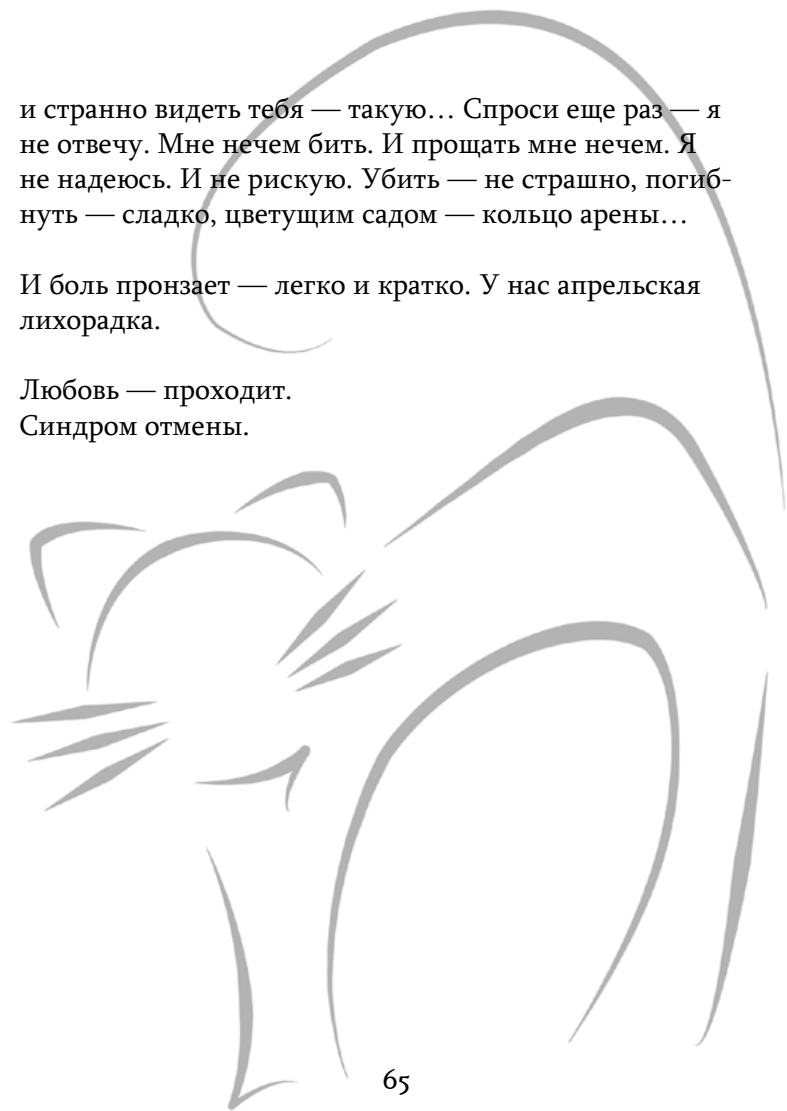 и странно видеть тебя — такую… Спроси еще раз — я
не отвечу. Мне нечем бить. И прощать мне нечем. Я
не надеюсь. И не рискую. Убить — не страшно, погиб-
нуть — сладко, цветущим садом — кольцо арены…
И боль пронзает — легко и кратко. У нас апрельская
лихорадка.
Любовь — проходит.
Синдром отмены.
65